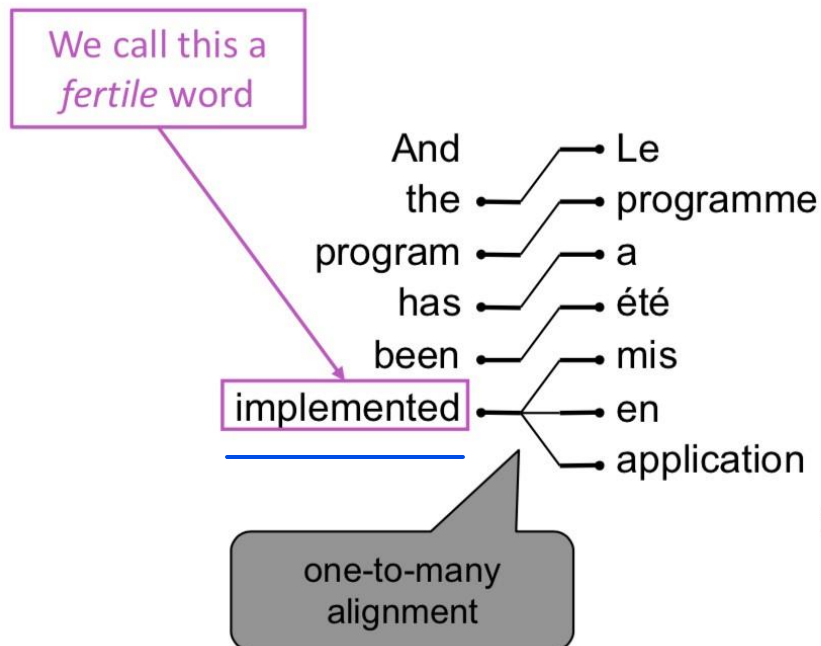 We call this a
fertile word
And Le
the programme
program a
has été
been mis
implemented en
application
one-to-many
alignment